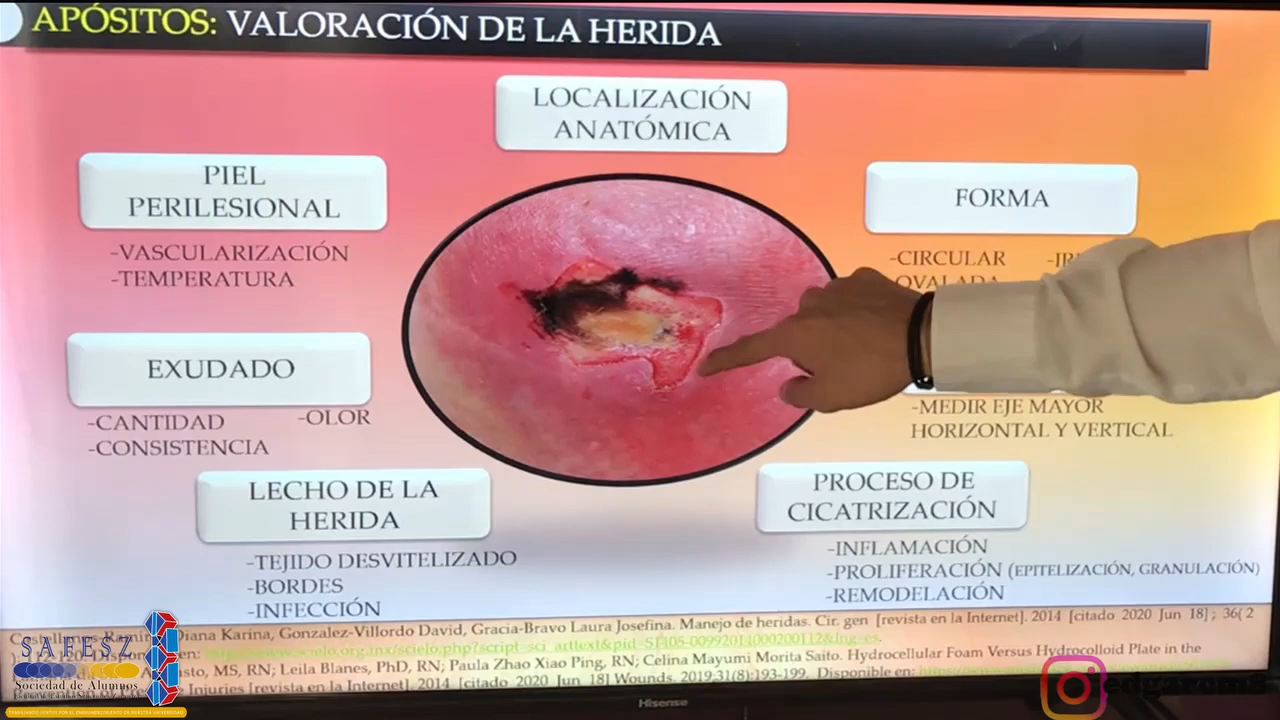 APÓSITOS: VALORACIÓN DE LA HERIDA
LOCALIZACIÓN
ANATÓMICA
PIEL
PERILESIONAL
-VASCULARIZACIÓN
-TEMPERATURA
FORMA
-CIRCULAR
OVALADA
EXUDADO
-CANTIDAD -OLOR
-CONSISTENCIA
-MEDIR EJE MAYOR
HORIZONTAL Y VERTICAL
LECHO DE LA
HERIDA
-TEJIDO DESVITELIZADO
-BORDES
-INFECCIÓN
PROCESO DE
CICATRIZACIÓN
-INFLAMACIÓN
-PROLIFERACIÓN (EPITELIZACIÓN, GRANULACIÓN)
-REMODELACIÓN
Diana Karina, Gonzalez-Villordo David, Gracia-Bravo Laura Josefina. Manejo de heridas. Cir. gen [revista en la Internet]. 2014 [citado 2020 Jun 18] ; 36( 2
en:
MS, RN; Leila Blanes, PhD, RN; Paula Zhao Xiao Ping, RN; Celina Mayumi Morita Saito. Hydrocellular Foam Versus Hydrocolloid Plate in the
Injuries [revista en la Internet]. 2014 [citado 2020 Jun 18] Wounds. 2019;31(8):193-199. Disponible en:
SAFESZ
Sociedad de Alumnos
Hisense